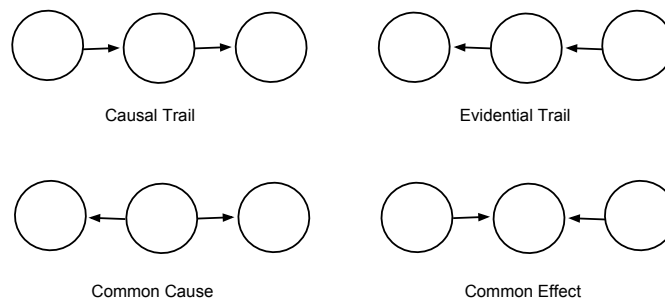 Causal Trail
Evidential Trail
Common Cause
Common Effect